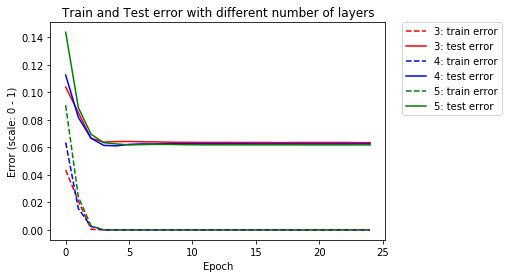 Train and Test error with different number of layers
3: train error
3: test error
4: train error
4: test error
5: train error
5: test error
Error (scale: 0 - 1)
0.14
0.12
0.10
0.08
0.06
0.04
0.02
0.00
0 5 10 15 20 25
Epoch